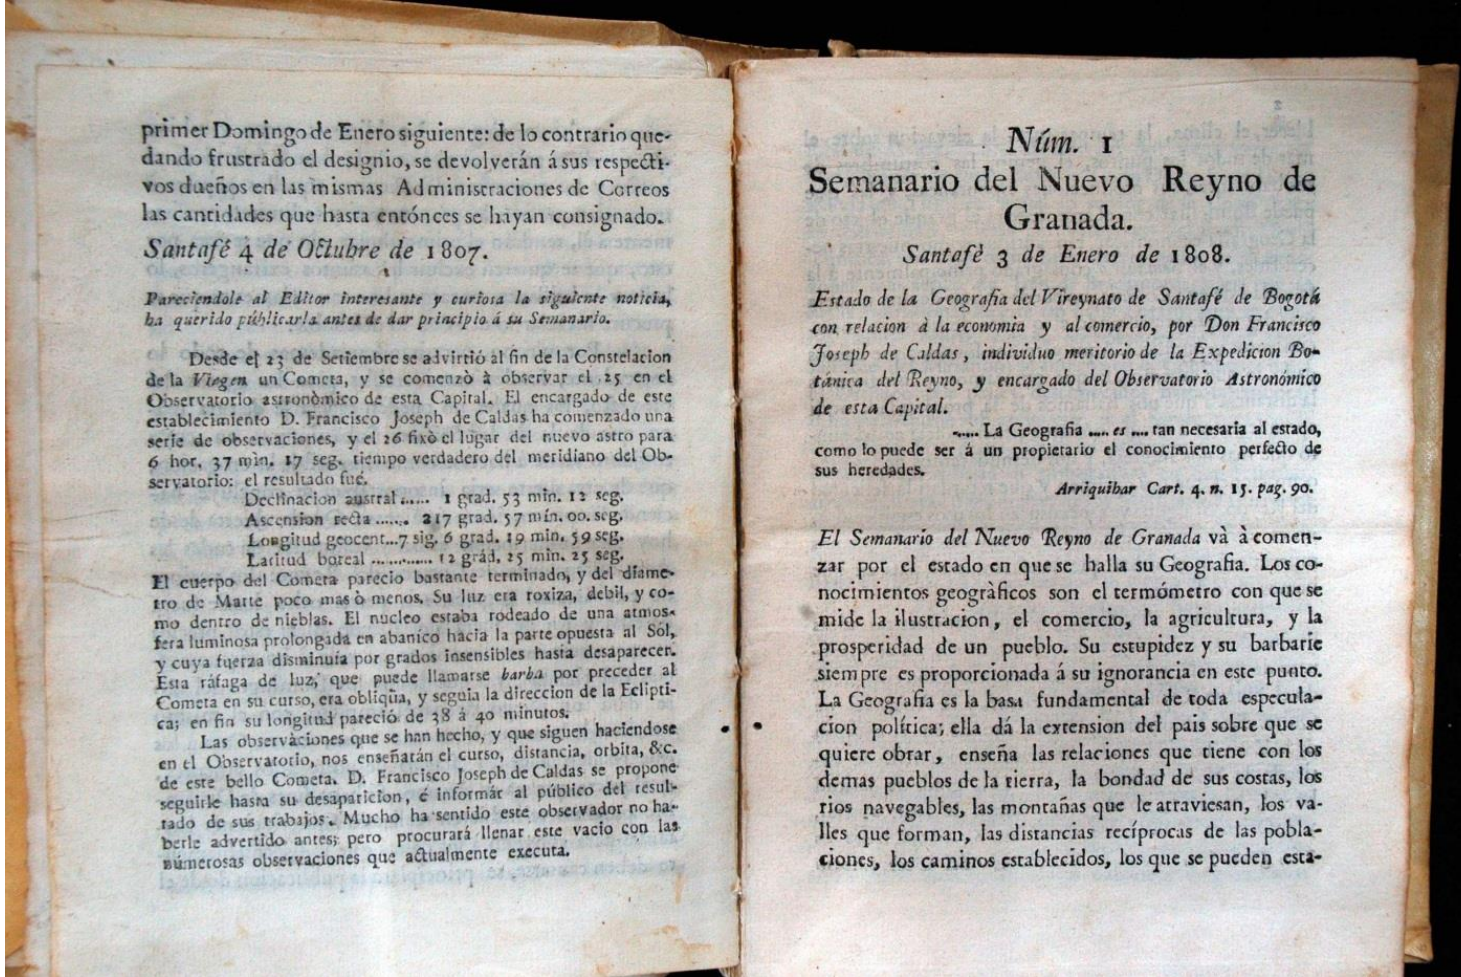 primer Domingo de Enero siguiente: de lo contrario que-
dando frustrado el designio, se devolverán á sus respecti-
vos dueños en las mismas Administraciones de Correos
las cantidades que hasta entónces se hayan consignado.
Santafé 4 de Octubre de 1807.
Pareciendole al Editor interesante y curiosa la siguiente noticia,
ha querido públicarla antes de dar principio á su Semanario.
Desde el 23 de Setiembre se advirtió al fin de la Constelacion
de la Virgen un Cometa, y se comenzò à observar el 25 en el
Observatorio astronòmico de esta Capital. El encargado de este
establecimiento D. Francisco Joseph de Caldas ha comenzado una
serie de observaciones, y el 26 fixò el lugar del nuevo astro para
6 hor. 37 mìn. 17 seg. tiempo verdadero del meridiano del Ob-
servatorio: el resultado fué.
Declinacion austral...... 1 grad. 53 min. 12 seg.
Ascension recta ....... 217 grad. 57 mín. 00. seg.
Longitud geocent...7 sig. 6 grad. 19 min. 59 seg.
Latitud boreal ............. 12 grád. 25 min. 25 seg.
El cuerpo del Cometa parecio bastante terminado, y del diame-
tro de Marte poco mas ò menos. Su luz era roxiza, debil, y co-
mo dentro de nieblas. El nucleo estaba rodeado de una atmos-
fera luminosa prolongada en abanico hacia la parte opuesta al Sól,
y cuya fuerza disminuía por grados insensibles hasta desaparecer.
Esta ráfaga de luz, que puede llamarse barba por preceder al
Cometa en su curso, era obliqüa, y seguia la direccion de la Eclipti-
ca; en fin su longitud pareció de 38 á 40 minutos.
Las observàciones que se han hecho, y que siguen haciendose
en el Observatorio, nos enseñarán el curso, distancia, orbita, &c.
de este bello Cometa. D. Francisco Joseph de Caldas se propone
seguirle hasta su desaparicion, é informár al público del resul-
tado de sus trabajos. Mucho ha sentido este observador no ha-
berle advertido antes; pero procurará llenar este vacio con las
númerosas observaciones que actualmente executa.
Núm. 1
Semanario del Nuevo Reyno de
Granada.
Santafé 3 de Enero de 1808.
Estado de la Geografia del Vireynato de Santafé de Bogotá
con relacion à la economia y al comercio, por Don Francisco
Joseph de Caldas, individuo meritorio de la Expedicion Bo-
tánica del Reyno, y encargado del Observatorio Astronómico
de esta Capital.
...... La Geografia ..... es .... tan necesaria al estado,
como lo puede ser á un propietario el conocimiento perfecto de
sus heredades.
Arriquibar Cart. 4. n. 15. pag. 90.
El Semanario del Nuevo Reyno de Granada và à comen-
zar por el estado en que se halla su Geografia. Los co-
nocimientos geogràficos son el termómetro con que se
mide la ilustracion, el comercio, la agricultura, y la
prosperidad de un pueblo. Su estupidez y su barbarie
siempre es proporcionada á su ignorancia en este punto.
La Geografia es la basa fundamental de toda especula-
cion política; ella dá la extension del pais sobre que se
quiere obrar, enseña las relaciones que tiene con los
demas pueblos de la tierra, la bondad de sus costas, los
rios navegables, las montañas que le atraviesan, los va-
lles que forman, las distancias recíprocas de las pobla-
ciones, los caminos establecidos, los que se pueden esta-